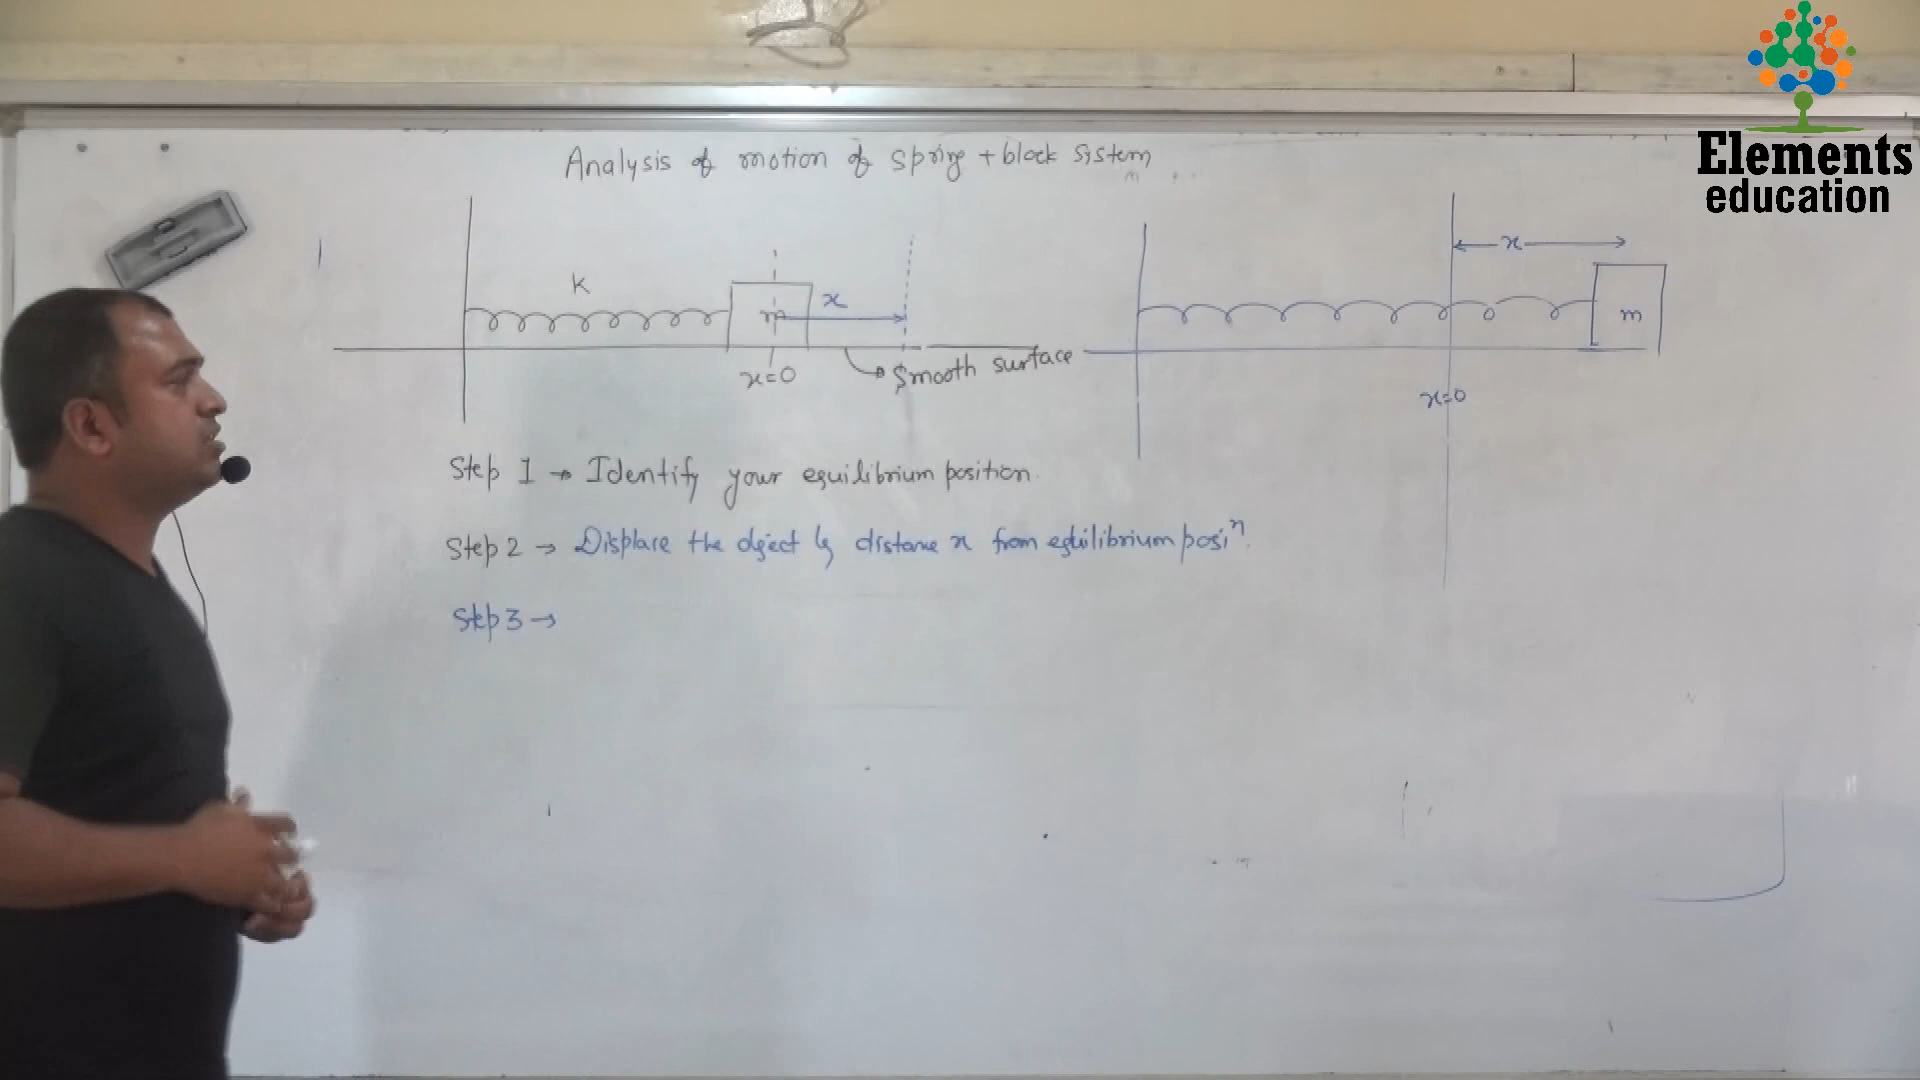 Elements
education
Analysis of motion of spring + block system
K
m
x
x=0
Smooth surface
x
m
x=0
Step 1 → Identify your equilibrium position.
Step 2 → Displace the object by distance x from equilibrium posiⁿ.
Step 3 →